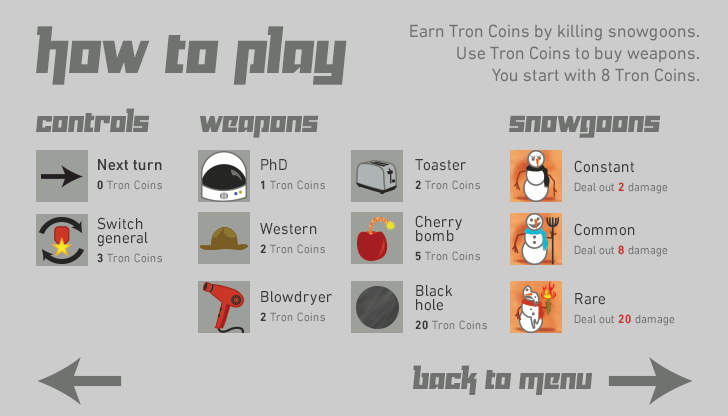 how to play
Earn Tron Coins by killing snowgoons.
Use Tron Coins to buy weapons.
You start with 8 Tron Coins.
controls
Next turn
0 Tron Coins
Switch
general
3 Tron Coins
weapons
PhD
1 Tron Coins
Western
2 Tron Coins
Blowdryer
2 Tron Coins
Toaster
2 Tron Coins
Cherry
bomb
5 Tron Coins
Black
hole
20 Tron Coins
snowgoons
Constant
Deal out 2 damage
Common
Deal out 8 damage
Rare
Deal out 20 damage
back to menu